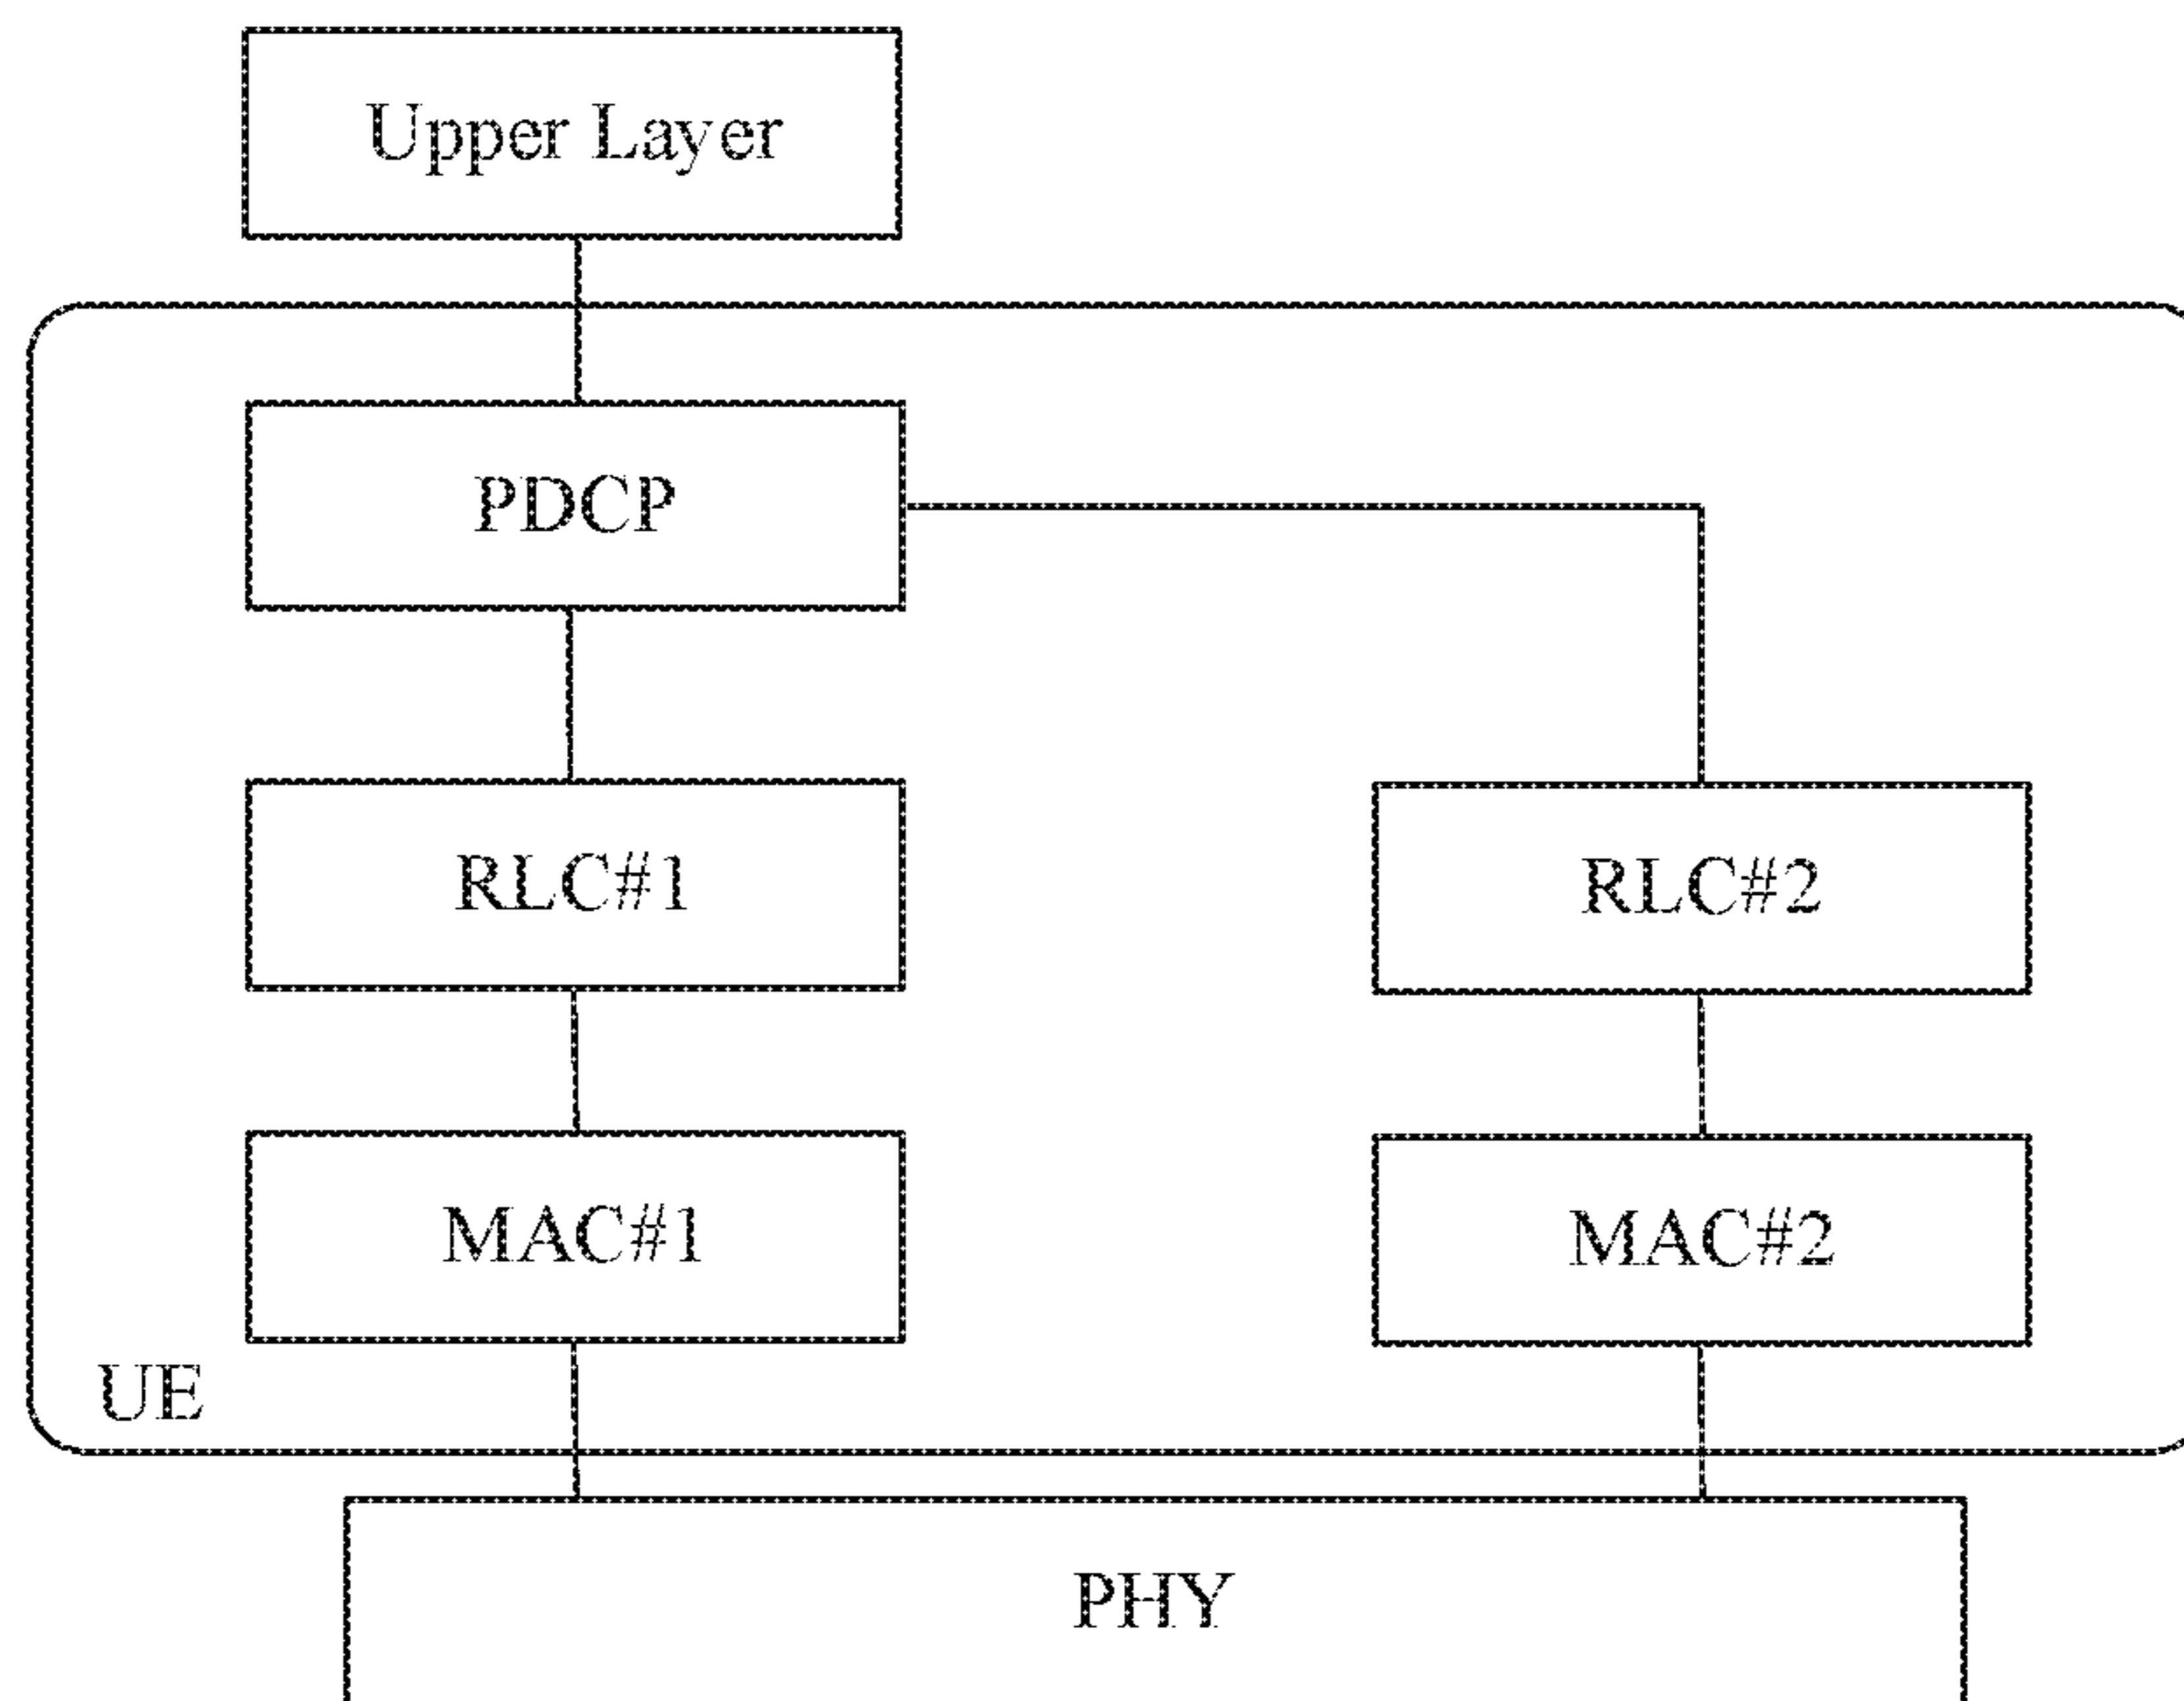 Upper Layer
PDCP
RLC#1
RLC#2
MAC#1
MAC#2
UE
PHY